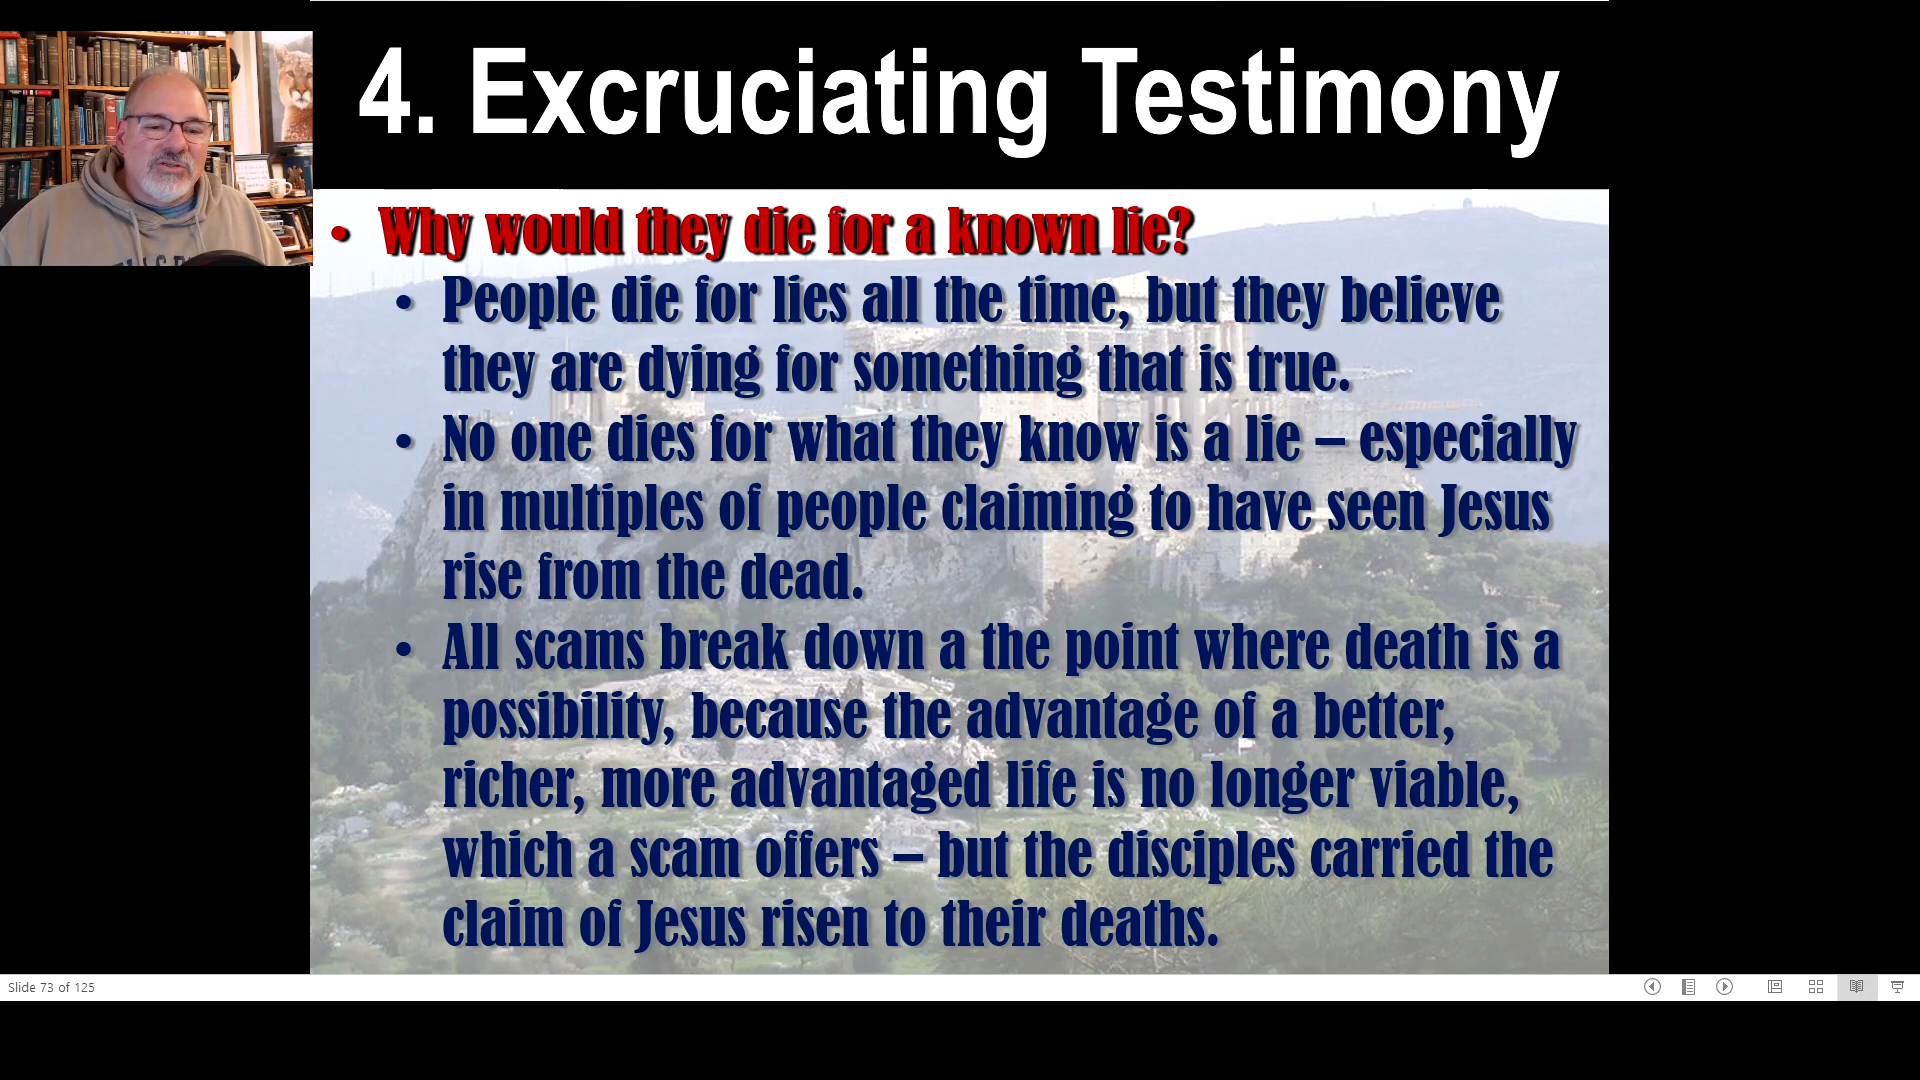 4. Excruciating Testimony
• Why would they die for a known lie?
• People die for lies all the time, but they believe
they are dying for something that is true.
• No one dies for what they know is a lie – especially
in multiples of people claiming to have seen Jesus
rise from the dead.
• All scams break down a the point where death is a
possibility, because the advantage of a better,
richer, more advantaged life is no longer viable,
which a scam offers – but the disciples carried the
claim of Jesus risen to their deaths.
Slide 73 of 125